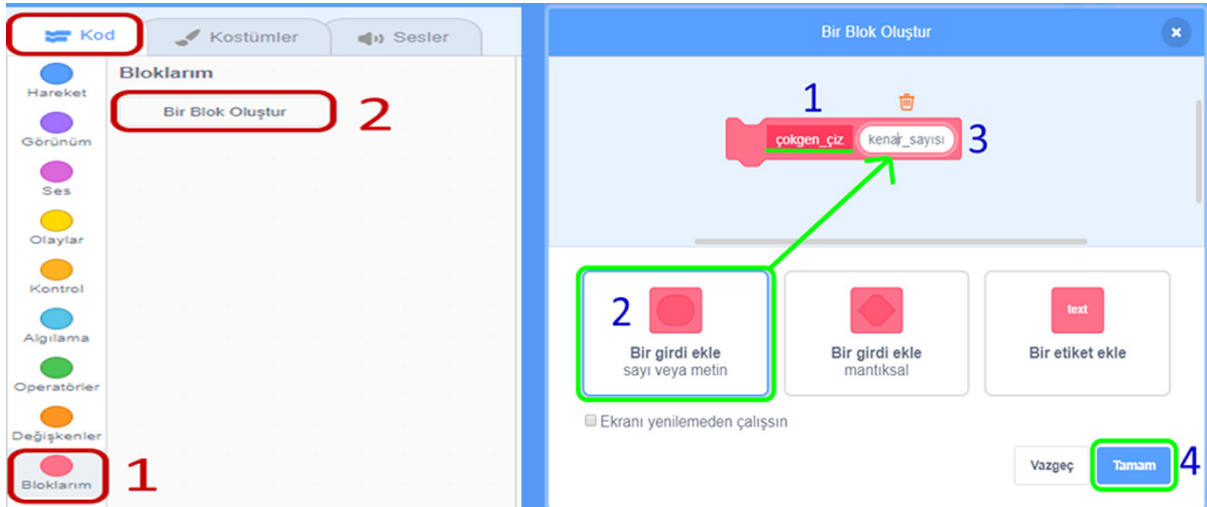 Kod
Kostümler
Sesler
Hareket
Görünüm
Ses
Olaylar
Kontrol
Algılama
Operatörler
Değişkenler
Bloklarım
1
Bloklarım
Bir Blok Oluştur
2
Bir Blok Oluştur
1
çokgen_çiz kenar_sayısı 3
2
Bir girdi ekle
sayı veya metin
Bir girdi ekle
mantıksal
text
Bir etiket ekle
Ekranı yenilemeden çalışsın
Vazgeç Tamam 4